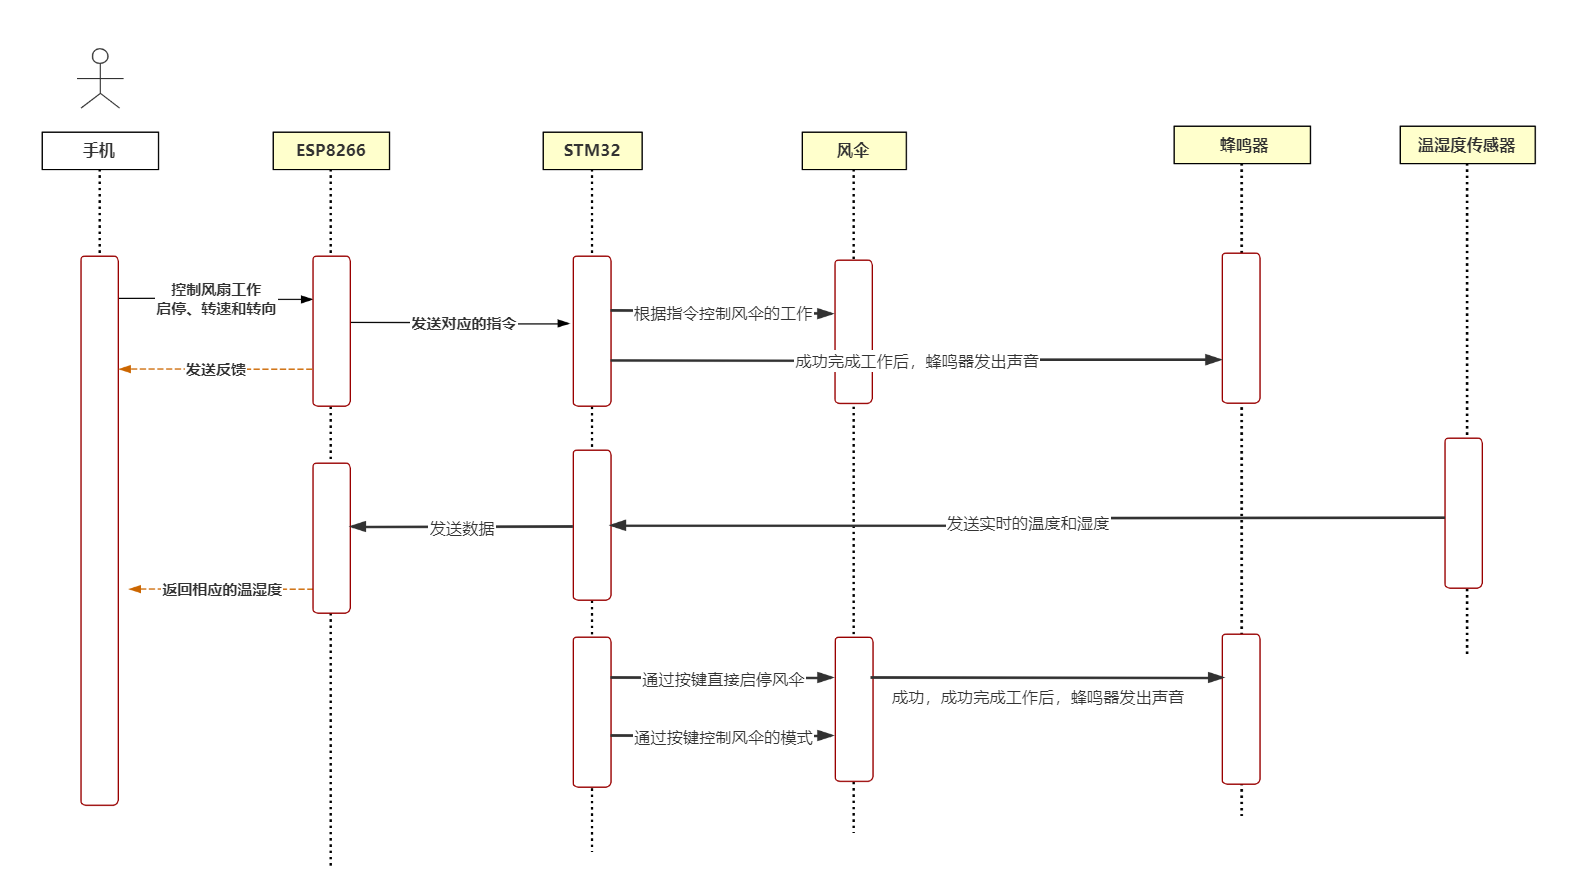 手机
ESP8266
STM32
风伞
蜂鸣器
温湿度传感器
控制风扇工作
启停、转速和转向
发送对应的指令
根据指令控制风伞的工作
成功完成工作后，蜂鸣器发出声音
发送反馈
发送数据
发送实时的温度和湿度
返回相应的温湿度
通过按键直接启停风伞
成功，成功完成工作后，蜂鸣器发出声音
通过按键控制风伞的模式